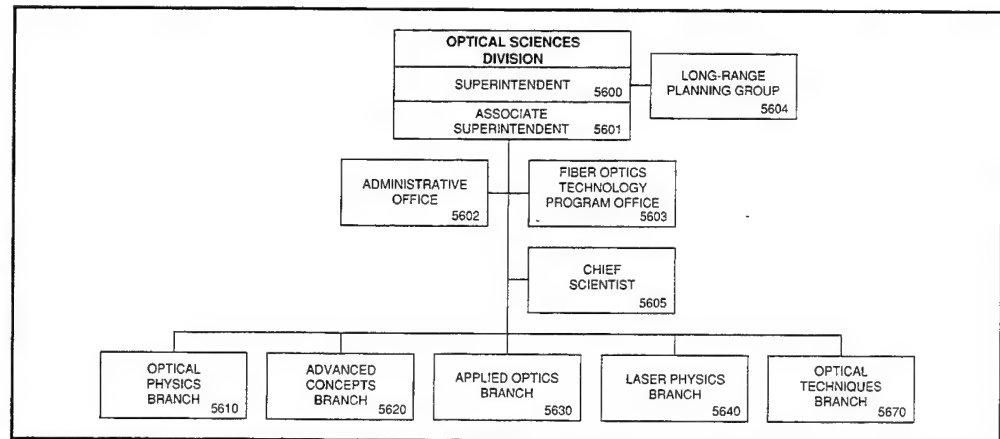 OPTICAL SCIENCES
DIVISION
SUPERINTENDENT
5600
ASSOCIATE
SUPERINTENDENT
5601
LONG-RANGE
PLANNING GROUP
5604
ADMINISTRATIVE
OFFICE
5602
FIBER OPTICS
TECHNOLOGY
PROGRAM OFFICE
5603
CHIEF
SCIENTIST
5605
OPTICAL
PHYSICS
BRANCH
5610
ADVANCED
CONCEPTS
BRANCH
5620
APPLIED OPTICS
BRANCH
5630
LASER PHYSICS
BRANCH
5640
OPTICAL
TECHNIQUES
BRANCH
5670